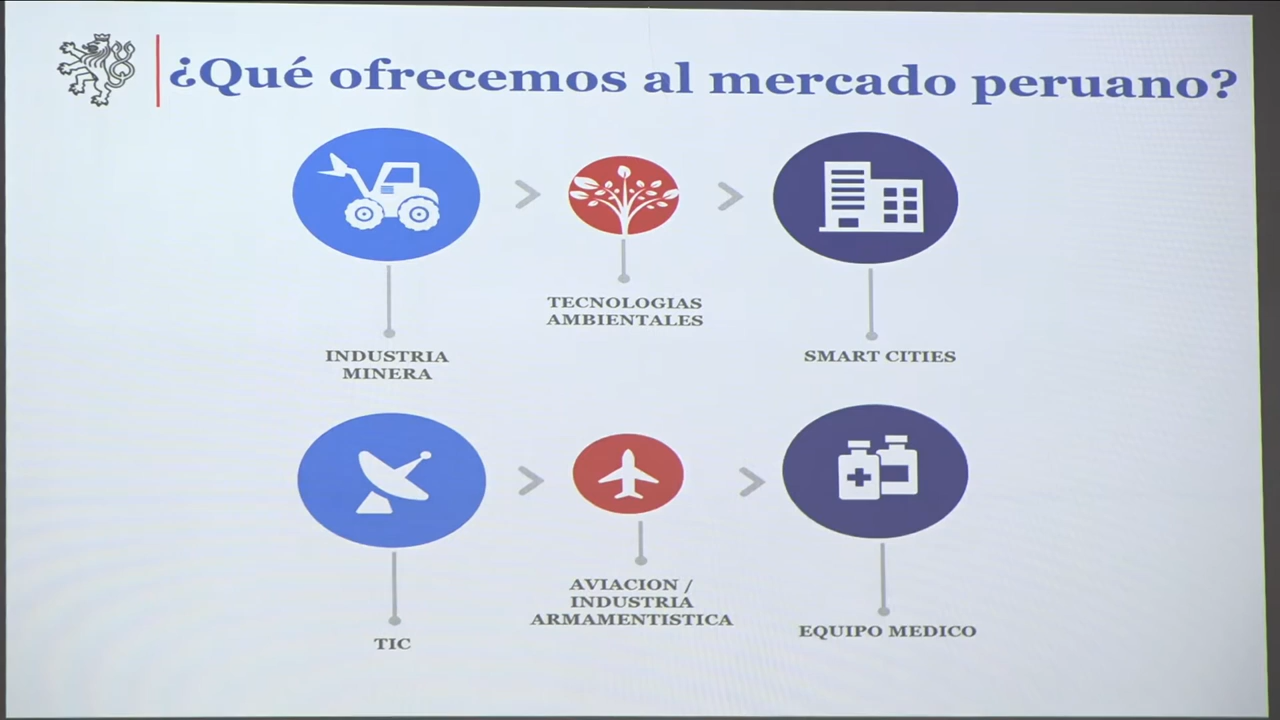 ¿Qué ofrecemos al mercado peruano?
TECNOLOGIAS
AMBIENTALES
INDUSTRIA
MINERA
SMART CITIES
TIC
AVIACION /
INDUSTRIA
ARMAMENTISTICA
EQUIPO MEDICO